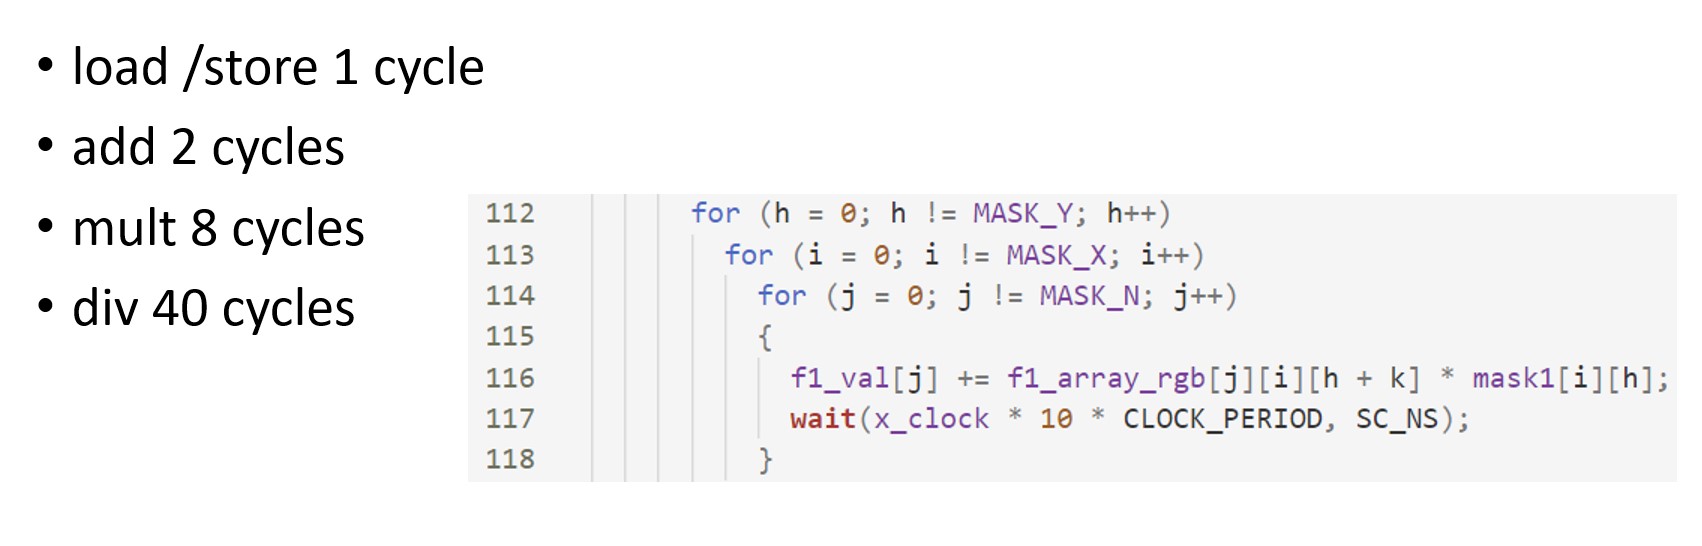 • load /store 1 cycle
• add 2 cycles
• mult 8 cycles
• div 40 cycles
112 for (h = 0; h != MASK_Y; h++)
113 for (i = 0; i != MASK_X; i++)
114 for (j = 0; j != MASK_N; j++)
115 {
116 f1_val[j] += f1_array_rgb[j][i][h + k] * mask1[i][h];
117 wait(x_clock * 10 * CLOCK_PERIOD, SC_NS);
118 }